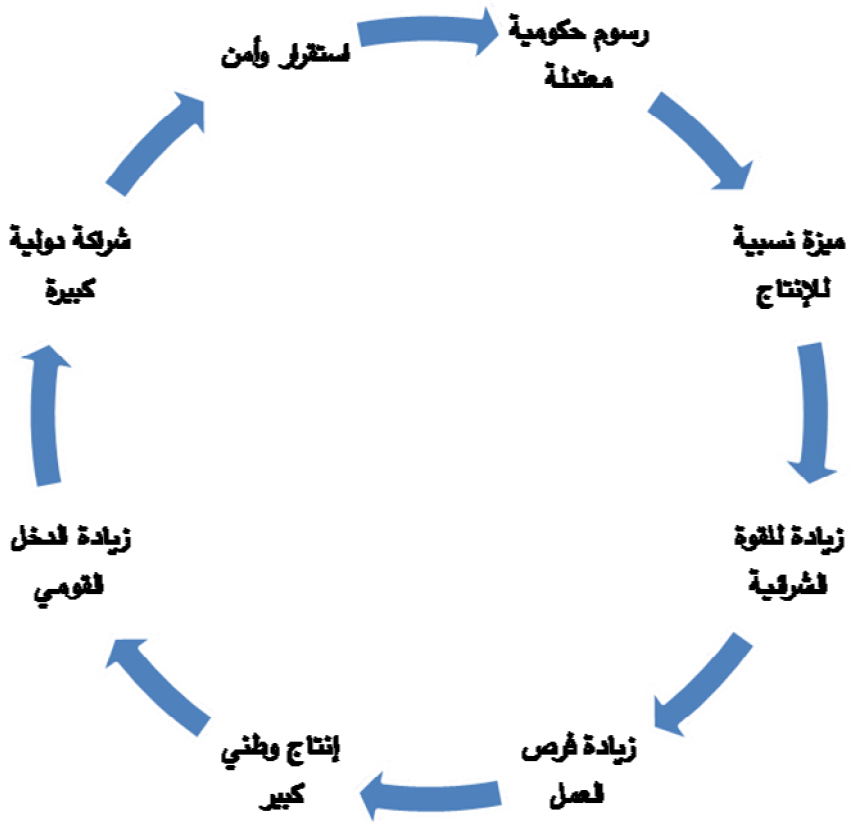 رسوم حكومية
معتدلة
ميزة نسبية
للإنتاج
زيادة للقوة
الشرائية
زيادة فرص
العمل
إنتاج وطني
كبير
زيادة الدخل
القومي
شراكة دولية
كبيرة
استقرار وأمن